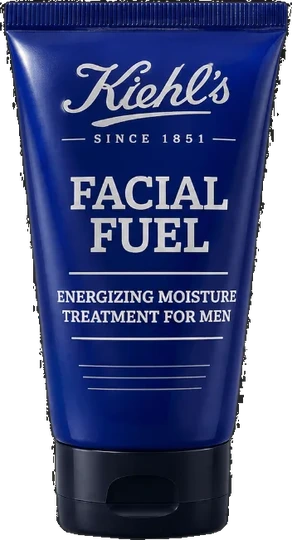 Kiehl's
SINCE 1851
FACIAL
FUEL
ENERGIZING MOISTURE
TREATMENT FOR MEN